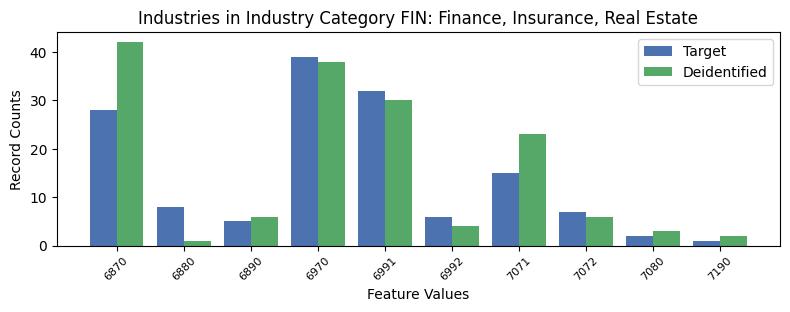 Industries in Industry Category FIN: Finance, Insurance, Real Estate
Target
Deidentified
Record Counts
40
30
20
10
0
6870 6880 6890 6970 6991 6992 7071 7072 7080 7190
Feature Values